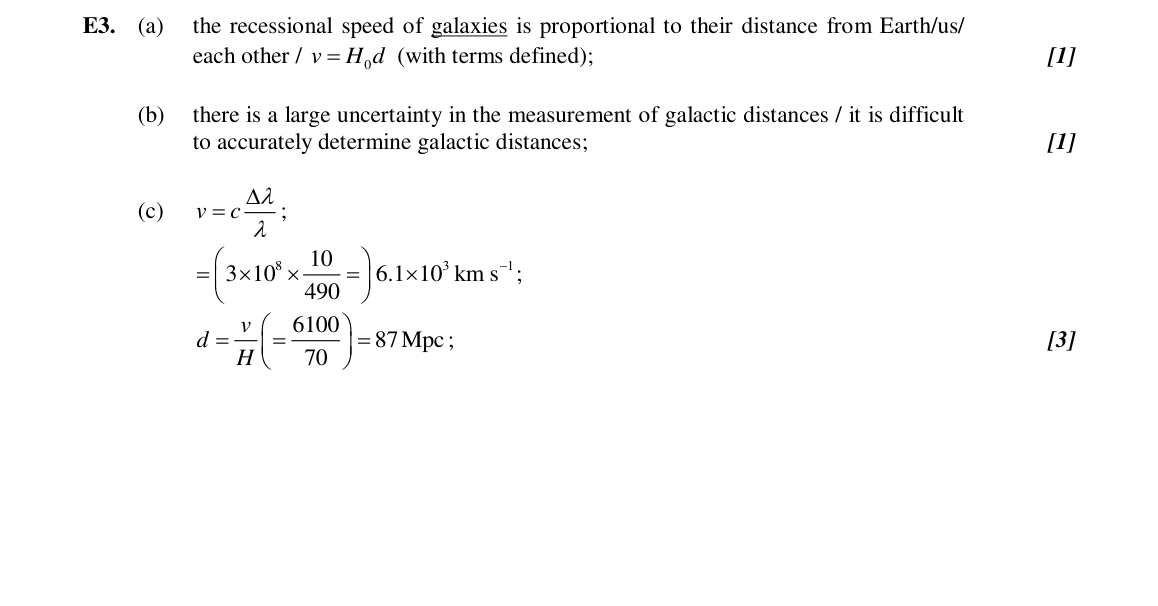 E3. (a) the recessional speed of galaxies is proportional to their distance from Earth/us/
each other / v = H₀d (with terms defined); [1]
(b) there is a large uncertainty in the measurement of galactic distances / it is difficult
to accurately determine galactic distances; [1]
(c) v = c Δλ/λ ;
= (3×10⁸ × 10/490 =) 6.1×10³ km s⁻¹ ;
d = v/H (= 6100/70) = 87 Mpc ; [3]